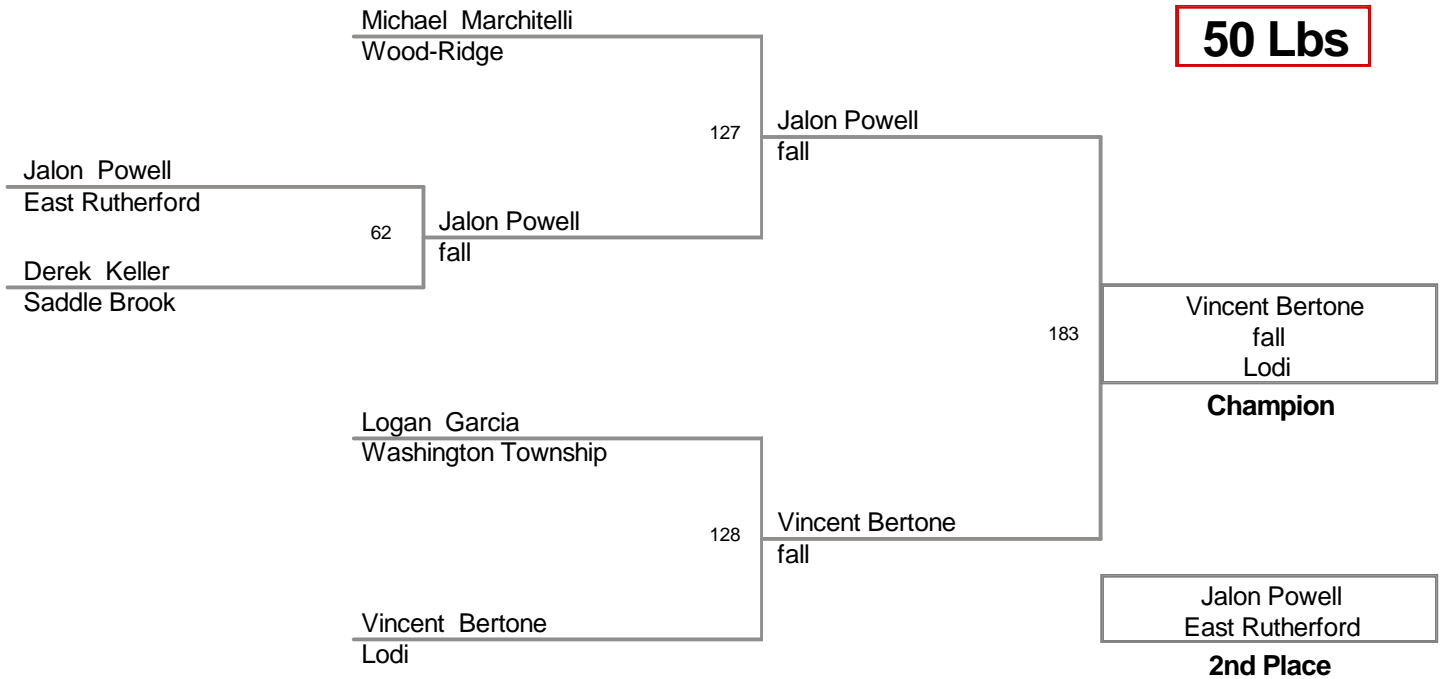 Michael  Marchitelli
Wood-Ridge
50 Lbs
127
Jalon Powell
fall
Jalon  Powell
East Rutherford
62
Jalon Powell
fall
Derek  Keller
Saddle Brook
183
Vincent Bertone
fall
Lodi
Champion
Logan  Garcia
Washington Township
128
Vincent Bertone
fall
Vincent  Bertone
Lodi
Jalon Powell
East Rutherford
2nd Place